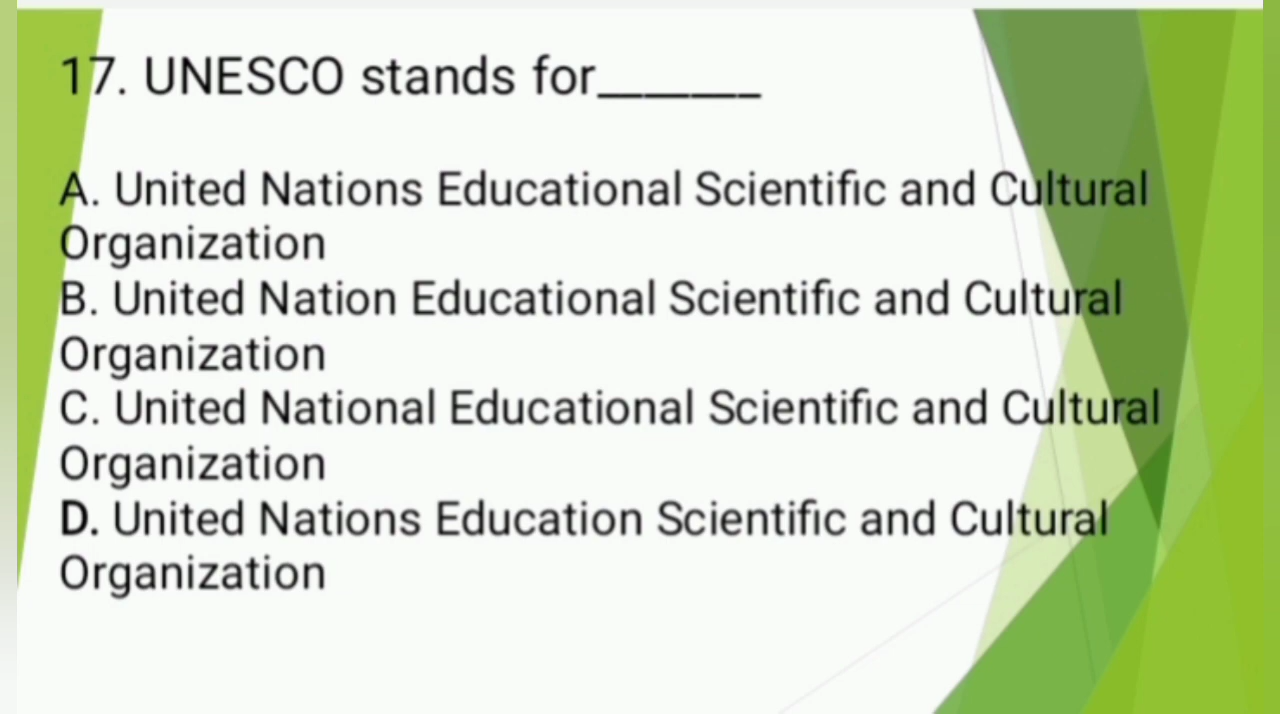 17. UNESCO stands for_______
A. United Nations Educational Scientific and Cultural
Organization
B. United Nation Educational Scientific and Cultural
Organization
C. United National Educational Scientific and Cultural
Organization
D. United Nations Education Scientific and Cultural
Organization